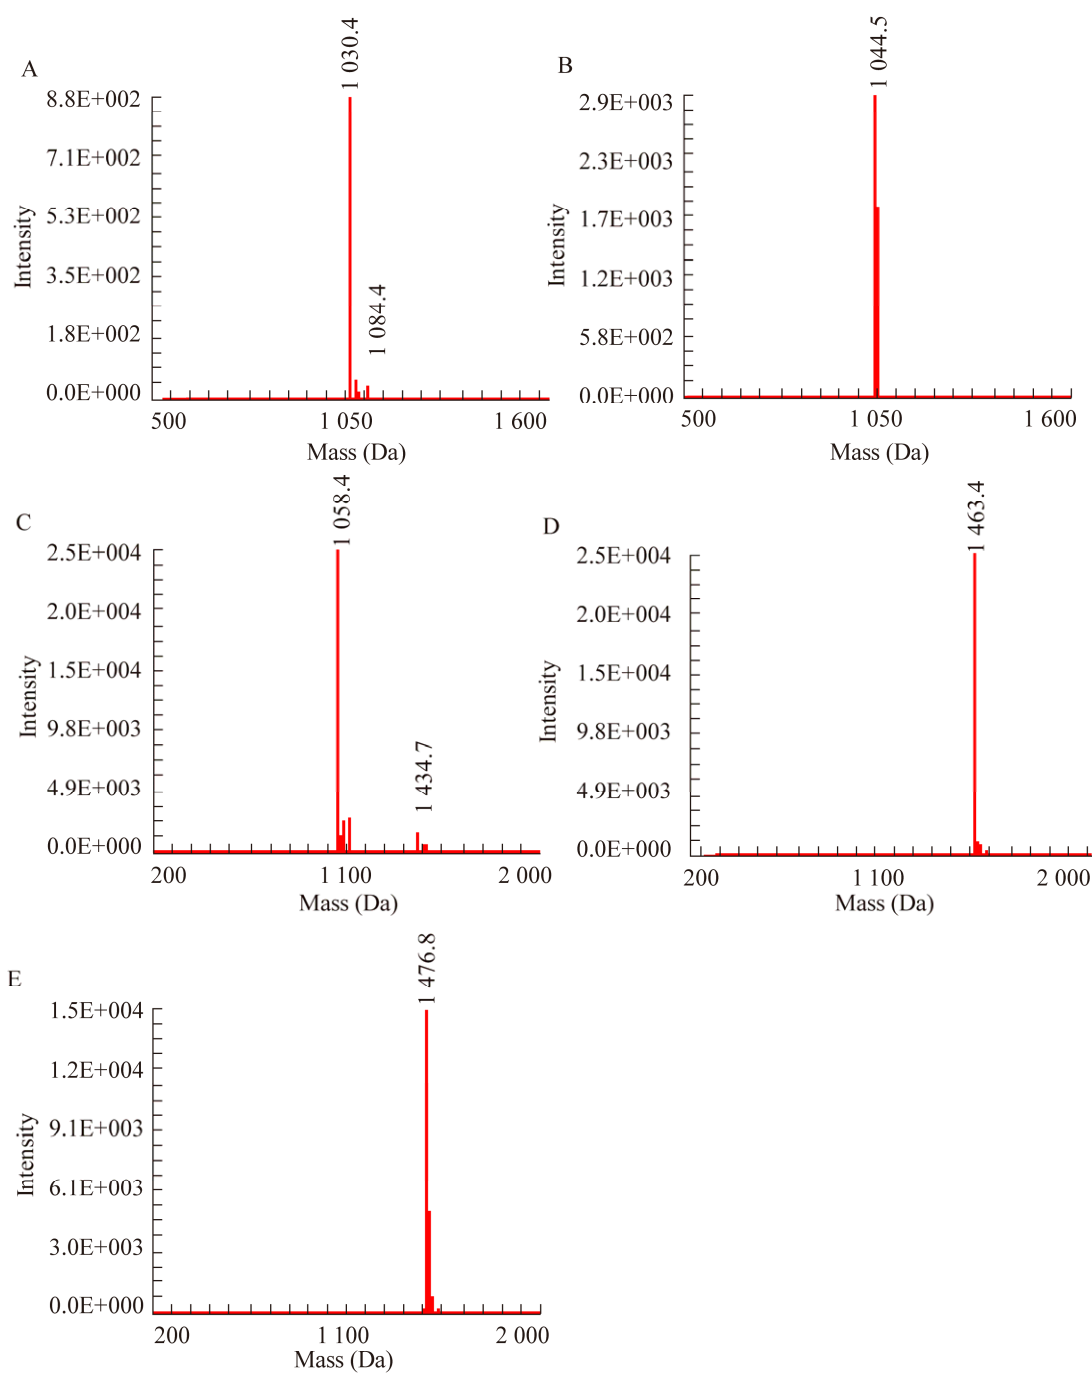 A
1 030.4
8.8E+002
7.1E+002
5.3E+002
3.5E+002
1.8E+002
0.0E+000
Intensity
1 084.4
500
1 050
1 600
Mass (Da)
B
1 044.5
2.9E+003
2.3E+003
1.7E+003
1.2E+003
5.8E+002
0.0E+000
Intensity
500
1 050
1 600
Mass (Da)
C
1 058.4
2.5E+004
2.0E+004
1.5E+004
9.8E+003
4.9E+003
0.0E+000
Intensity
1 434.7
200
1 100
2 000
Mass (Da)
D
1 463.4
2.5E+004
2.0E+004
1.5E+004
9.8E+003
4.9E+003
0.0E+000
Intensity
200
1 100
2 000
Mass (Da)
E
1 476.8
1.5E+004
1.2E+004
9.1E+003
6.1E+003
3.0E+003
0.0E+000
Intensity
200
1 100
2 000
Mass (Da)